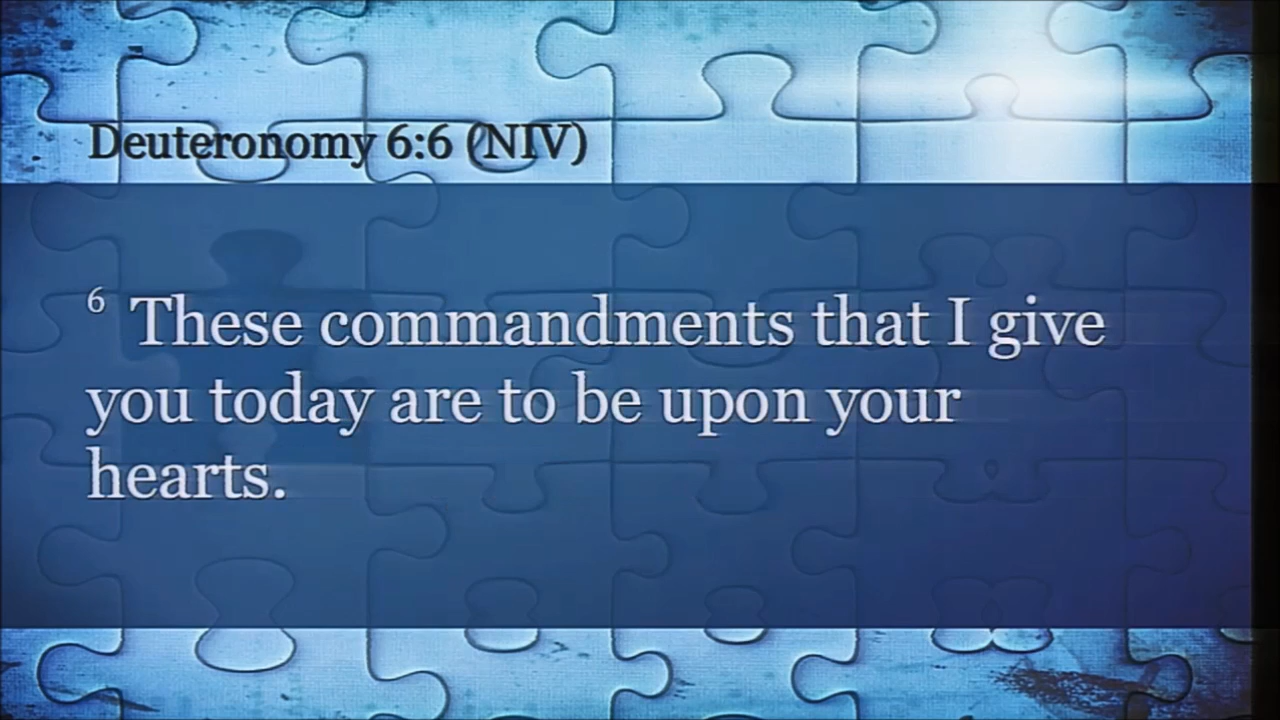 Deuteronomy 6:6 (NIV)
6 These commandments that I give
you today are to be upon your
hearts.